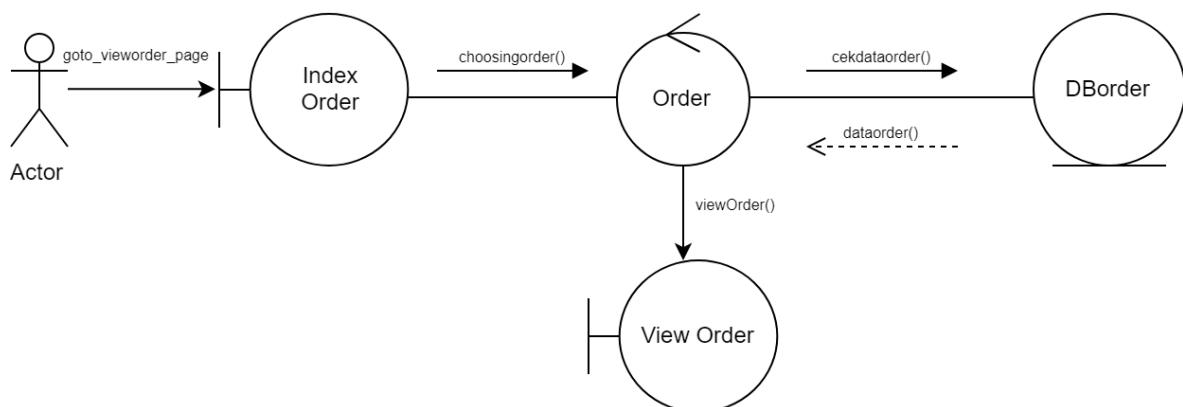 goto_vieworder_page
Actor
Index
Order
choosingorder()
Order
cekdataorder()
dataorder()
DBorder
viewOrder()
View Order